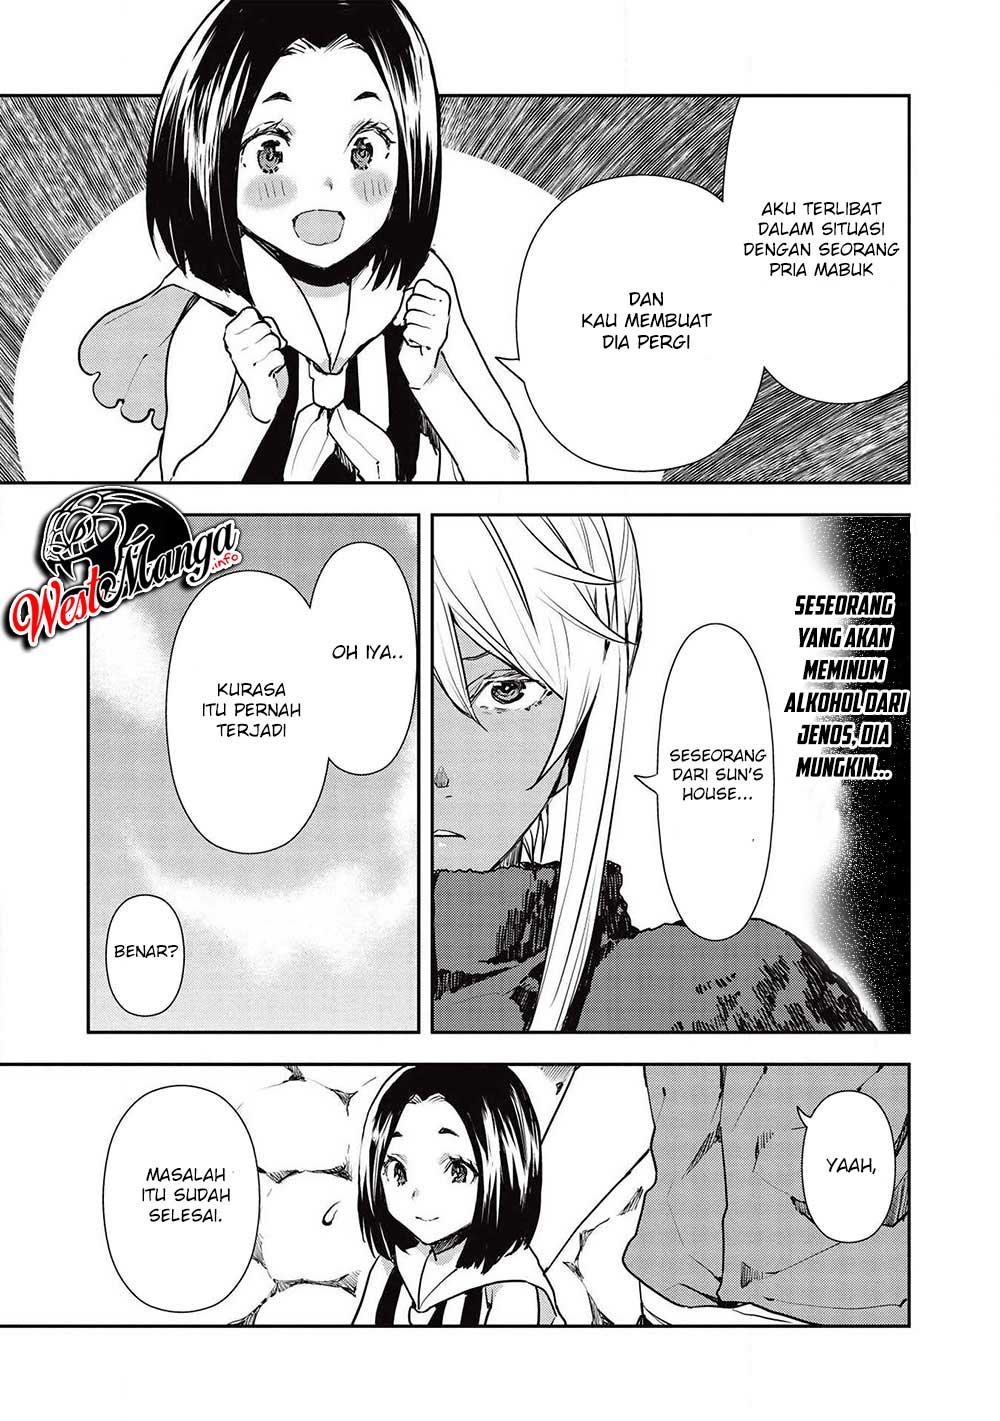 AKU TERLIBAT
DALAM SITUASI
DENGAN SEORANG
PRIA MABUK
DAN
KAU MEMBUAT
DIA PERGI
SESEORANG
YANG AKAN
MEMINUM
ALKOHOL DARI
JENOS, DIA
MUNGKIN...
SESEORANG
DARI SUN'S
HOUSE...
OH IYA..
KURASA
ITU PERNAH
TERJADI
BENAR?
West Manga
.info
YAAH,
MASALAH
ITU SUDAH
SELESAI.